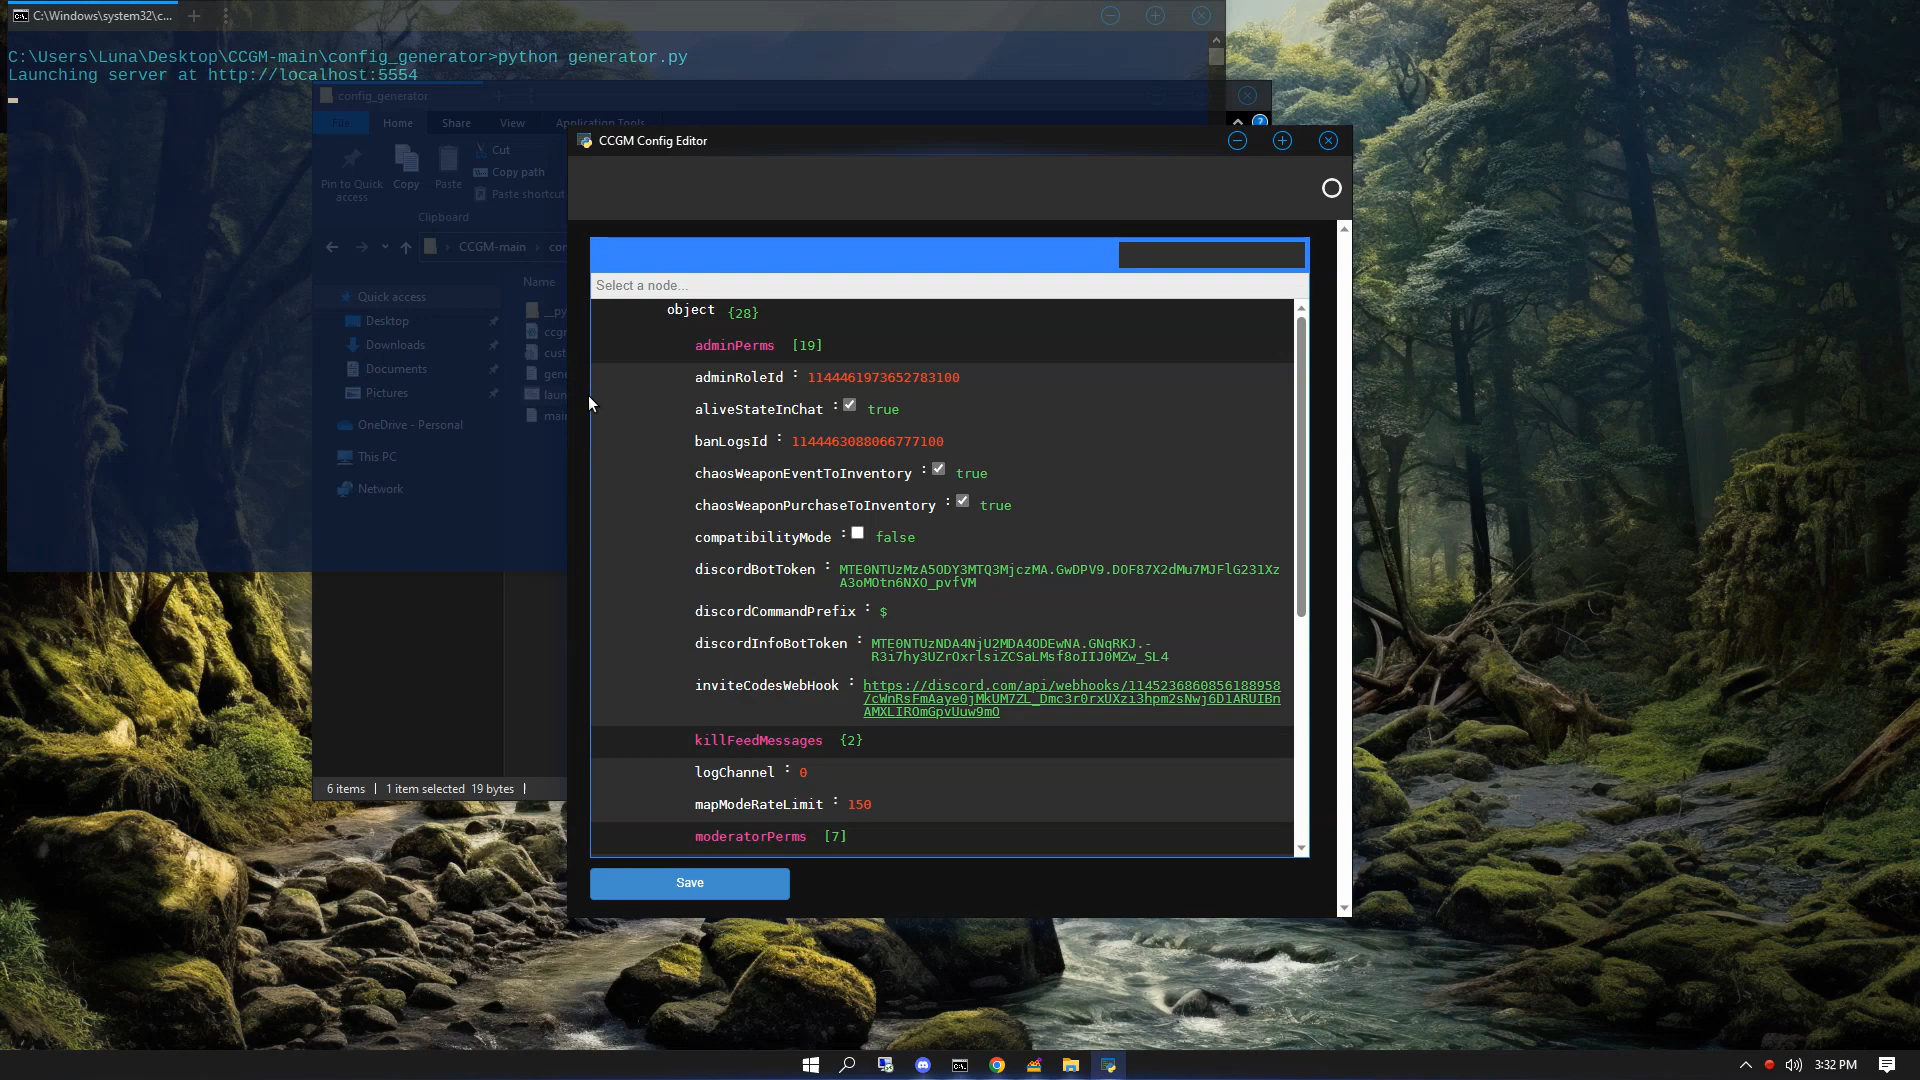 C:\Windows\system32\c...
C:\Users\Luna\Desktop\CCGM-main\config_generator>python generator.py
Launching server at http://localhost:5554
config_generator
File
Home
Share
View
Application Tools
Pin to Quick access
Copy
Paste
Cut
Copy path
Paste shortcut
Clipboard
CCGM-main
Name
Quick access
Desktop
Downloads
Documents
Pictures
OneDrive - Personal
This PC
Network
6 items
1 item selected 19 bytes
CCGM Config Editor
Select a node...
object {28}
adminPerms [19]
adminRoleId : 1144461973652783100
aliveStateInChat : true
banLogsId : 1144463088066777100
chaosWeaponEventToInventory : true
chaosWeaponPurchaseToInventory : true
compatibilityMode : false
discordBotToken : MTE0NTUzMzA5ODY3MTQ3MjczMA.GwDPV9.DOF87X2dMu7MJFlG231Xz
A3oMOtn6NXO_pvfVM
discordCommandPrefix : $
discordInfoBotToken : MTE0NTUzNDA4NjU2MDA4ODEwNA.GNqRKJ.-
R3i7hy3UZrOxrlsiZCSaLMsf8oIIJ0MZw_SL4
inviteCodesWebHook : https://discord.com/api/webhooks/1145236860856188958
/cWnRsFmAaye0jMkUM7ZL_Dmc3r0rxUXzi3hpm2sNwj6D1ARUIBn
AMXLIROmGpvUuw9mO
killFeedMessages {2}
logChannel : 0
mapModeRateLimit : 150
moderatorPerms [7]
Save
3:32 PM